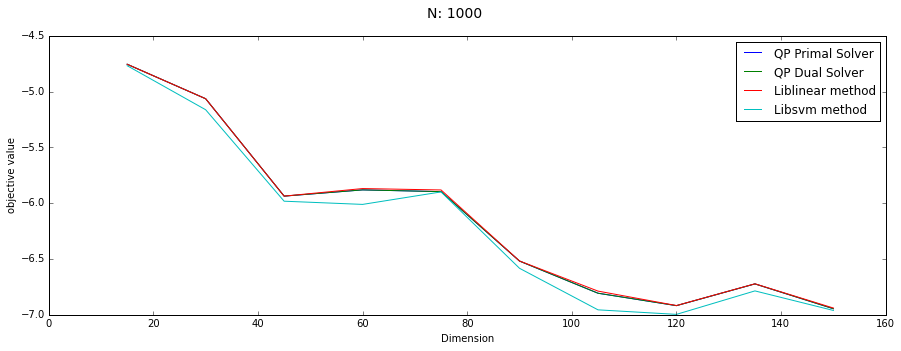 N: 1000
QP Primal Solver
QP Dual Solver
Liblinear method
Libsvm method
objective value
−4.5
−5.0
−5.5
−6.0
−6.5
−7.0
0 20 40 60 80 100 120 140 160
Dimension